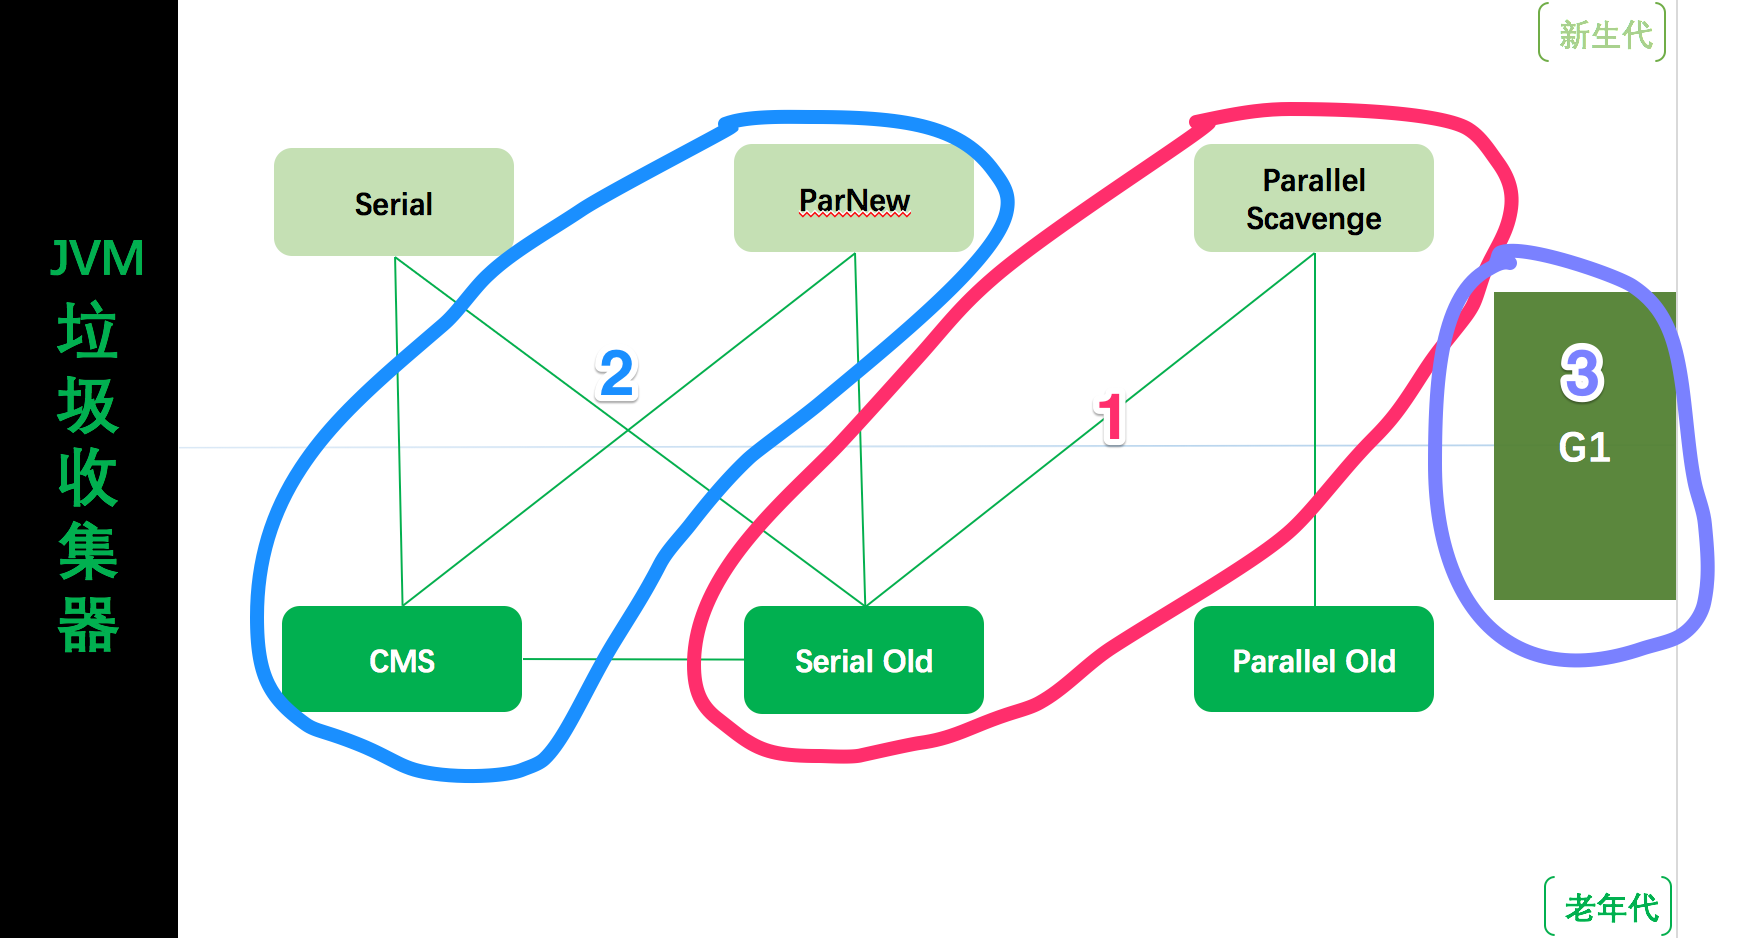 JVM
垃
圾
收
集
器
新生代
Serial
ParNew
Parallel
Scavenge
2
1
3
G1
CMS
Serial Old
Parallel Old
老年代